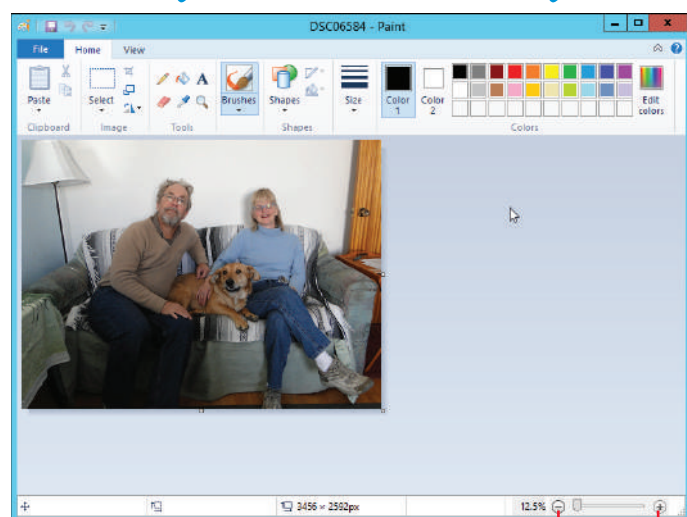 DSC06584 - Paint
File Home View
Paste
Select
A
Brushes
Shapes
Size
Color
1
Color
2
Edit
colors
Clipboard Image Tools Shapes Colors
3456 × 2592px 12.5%